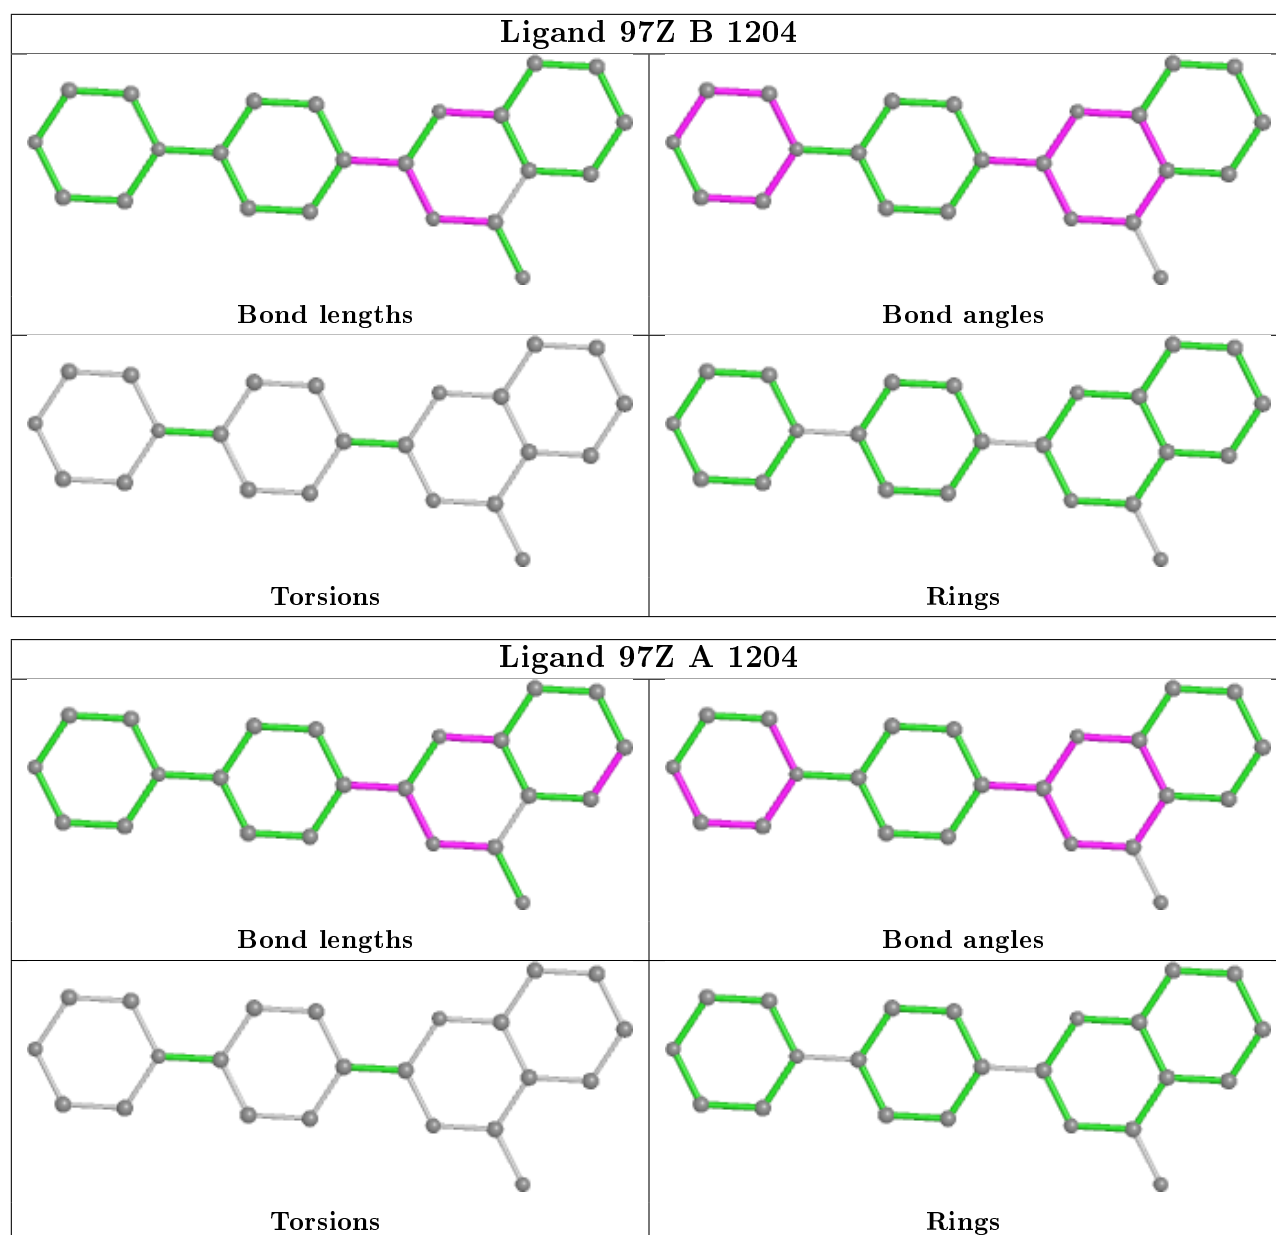 Ligand 97Z B 1204
Bond lengths
Bond angles
Torsions
Rings
Ligand 97Z A 1204
Bond lengths
Bond angles
Torsions
Rings